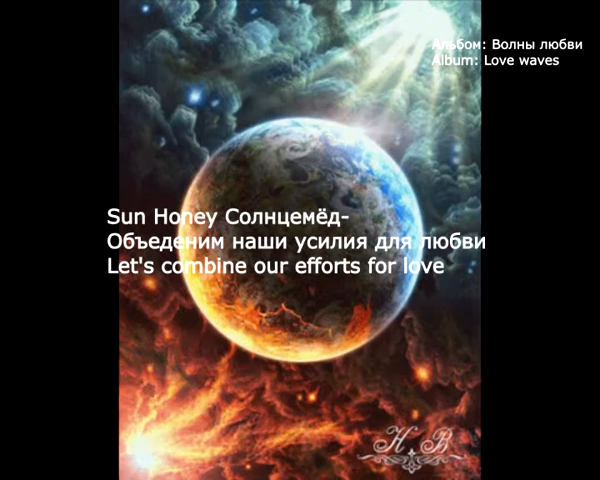 Альбом: Волны любви
Album: Love waves
Sun Honey Солнцемёд-
Объеденим наши усилия для любви
Let's combine our efforts for love
H B